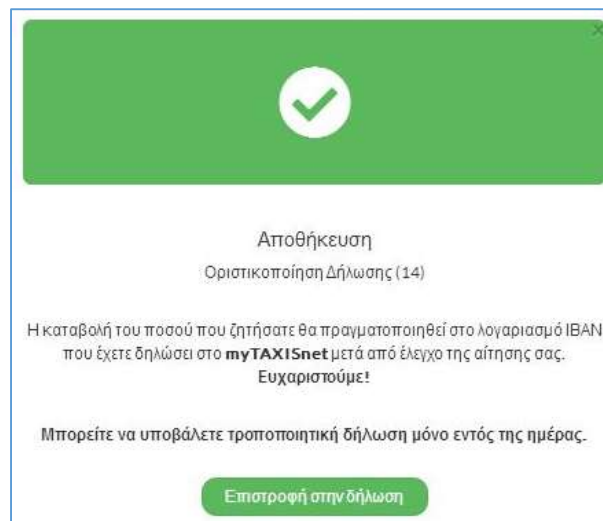 Αποθήκευση
Οριστικοποίηση Δήλωσης (14)
Η καταβολή του ποσού που ζητήσατε θα πραγματοποιηθεί στο λογαριασμό IBAN
που έχετε δηλώσει στο myTAXISnet μετά από έλεγχο της αίτησης σας.
Ευχαριστούμε!
Μπορείτε να υποβάλετε τροποποιητική δήλωση μόνο εντός της ημέρας.
Επιστροφή στην δήλωση